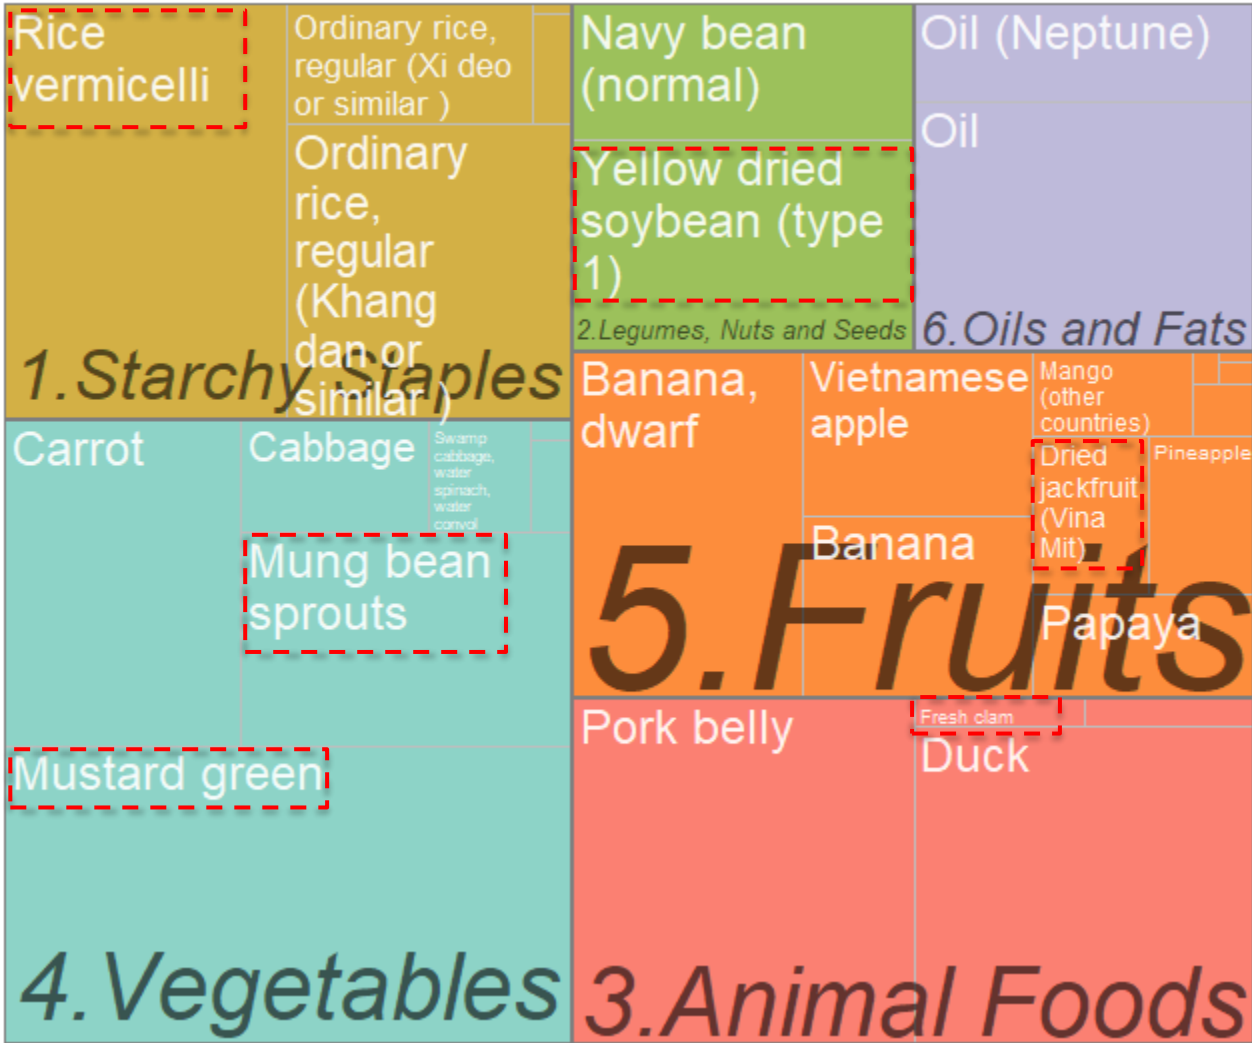 Rice
vermicelli
Ordinary rice,
regular (Xi deo
or similar )
Ordinary
rice,
regular
(Khang
dan or
similar )
1.Starchy Staples
Navy bean
(normal)
Yellow dried
soybean (type
1)
2.Legumes, Nuts and Seeds
Oil (Neptune)
Oil
6.Oils and Fats
Carrot
Cabbage
Swamp
cabbage,
water
spinach,
water
convol
Mung bean
sprouts
Mustard green
4.Vegetables
Banana,
dwarf
Vietnamese
apple
Banana
Mango
(other
countries)
Dried
jackfruit
(Vina
Mit)
Pineapple
Papaya
5.Fruits
Pork belly
Fresh clam
Duck
3.Animal Foods